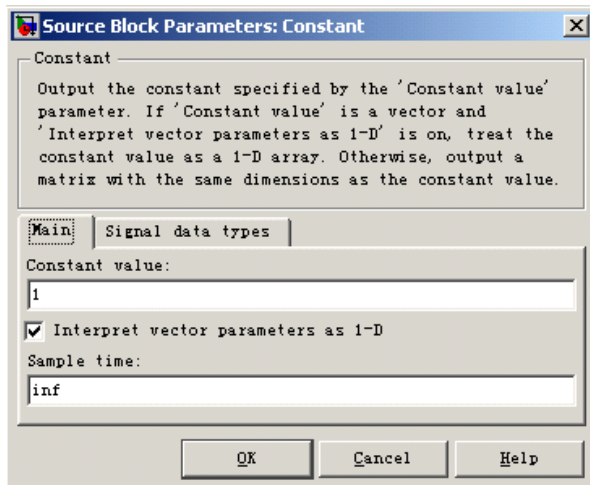 Source Block Parameters: Constant
Constant
Output the constant specified by the 'Constant value'
parameter. If 'Constant value' is a vector and
'Interpret vector parameters as 1-D' is on, treat the
constant value as a 1-D array. Otherwise, output a
matrix with the same dimensions as the constant value.
Main Signal data types
Constant value:
1
Interpret vector parameters as 1-D
Sample time:
inf
OK Cancel Help